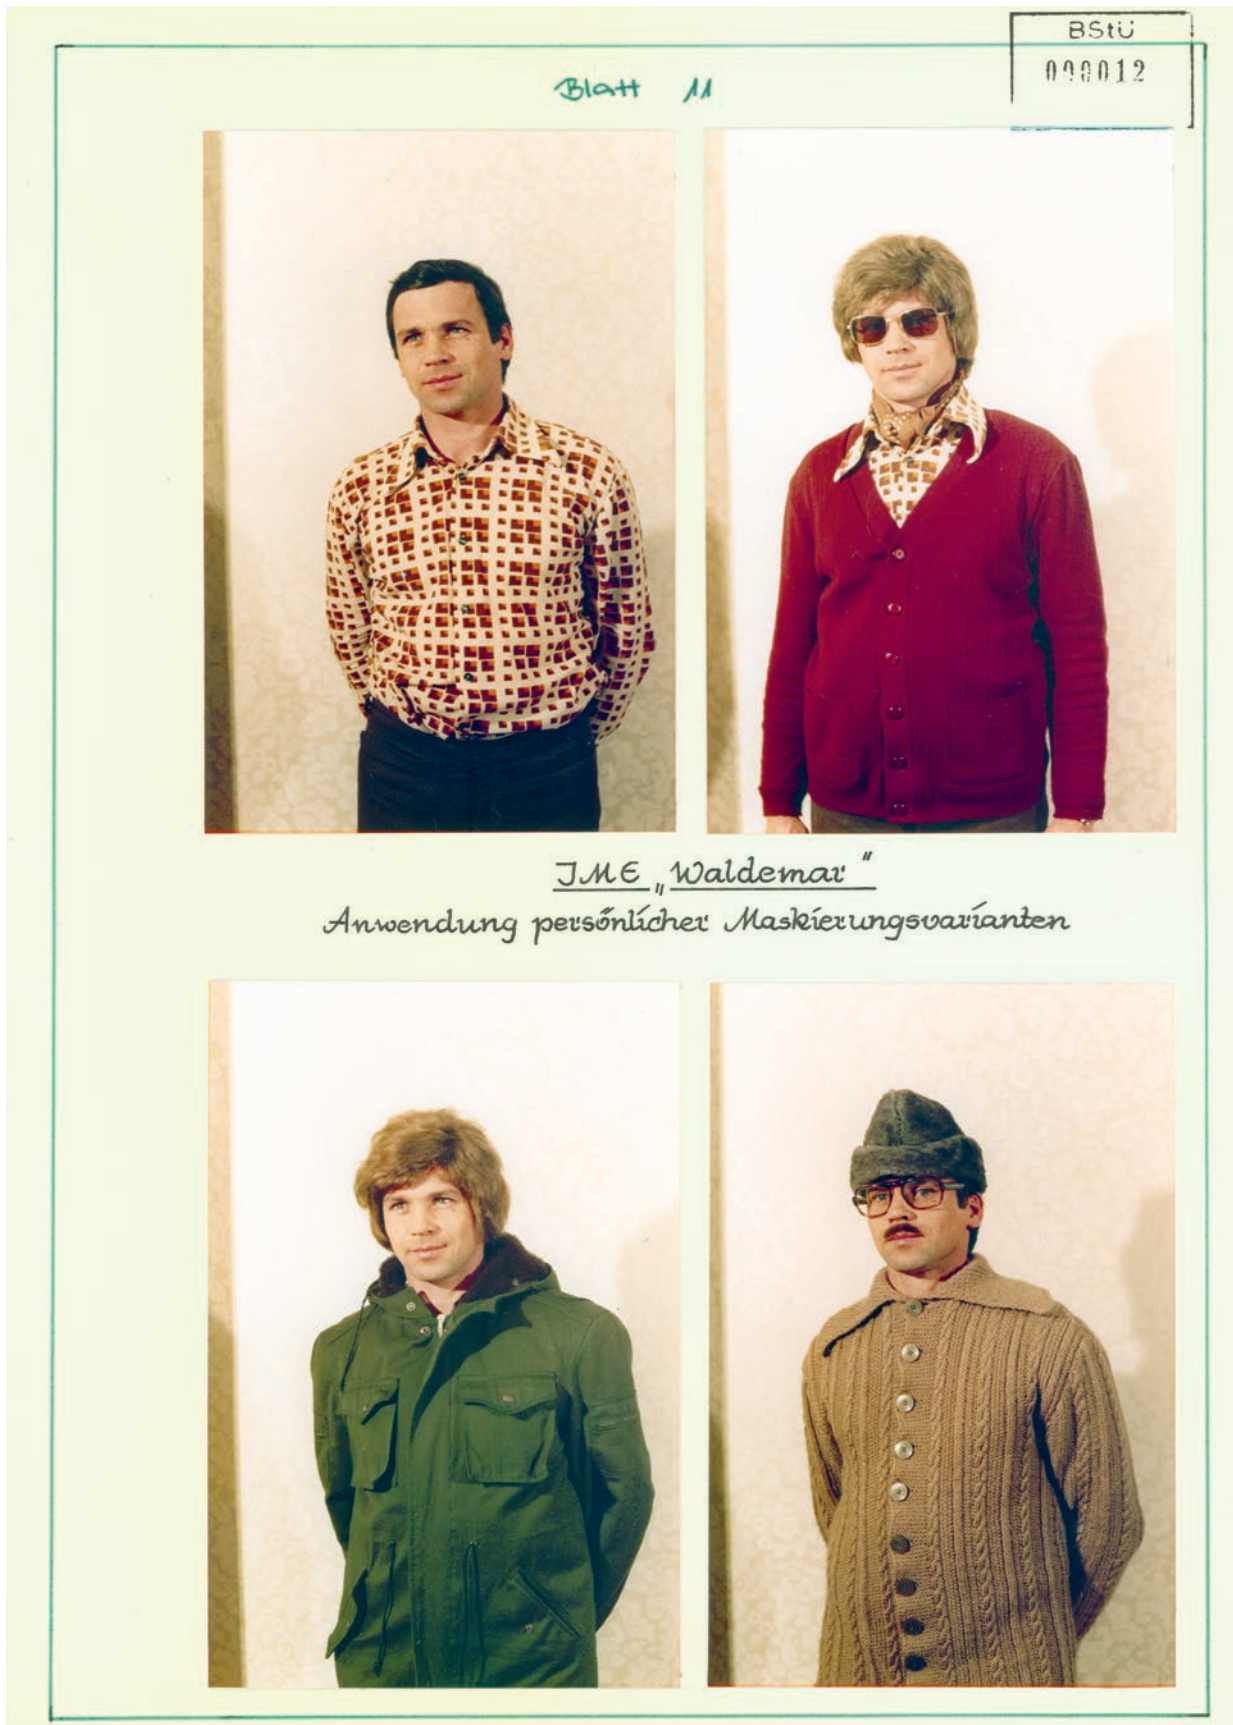 BStU
000012
Blatt 11
IME „Waldemar"
Anwendung persönlicher Maskierungsvarianten